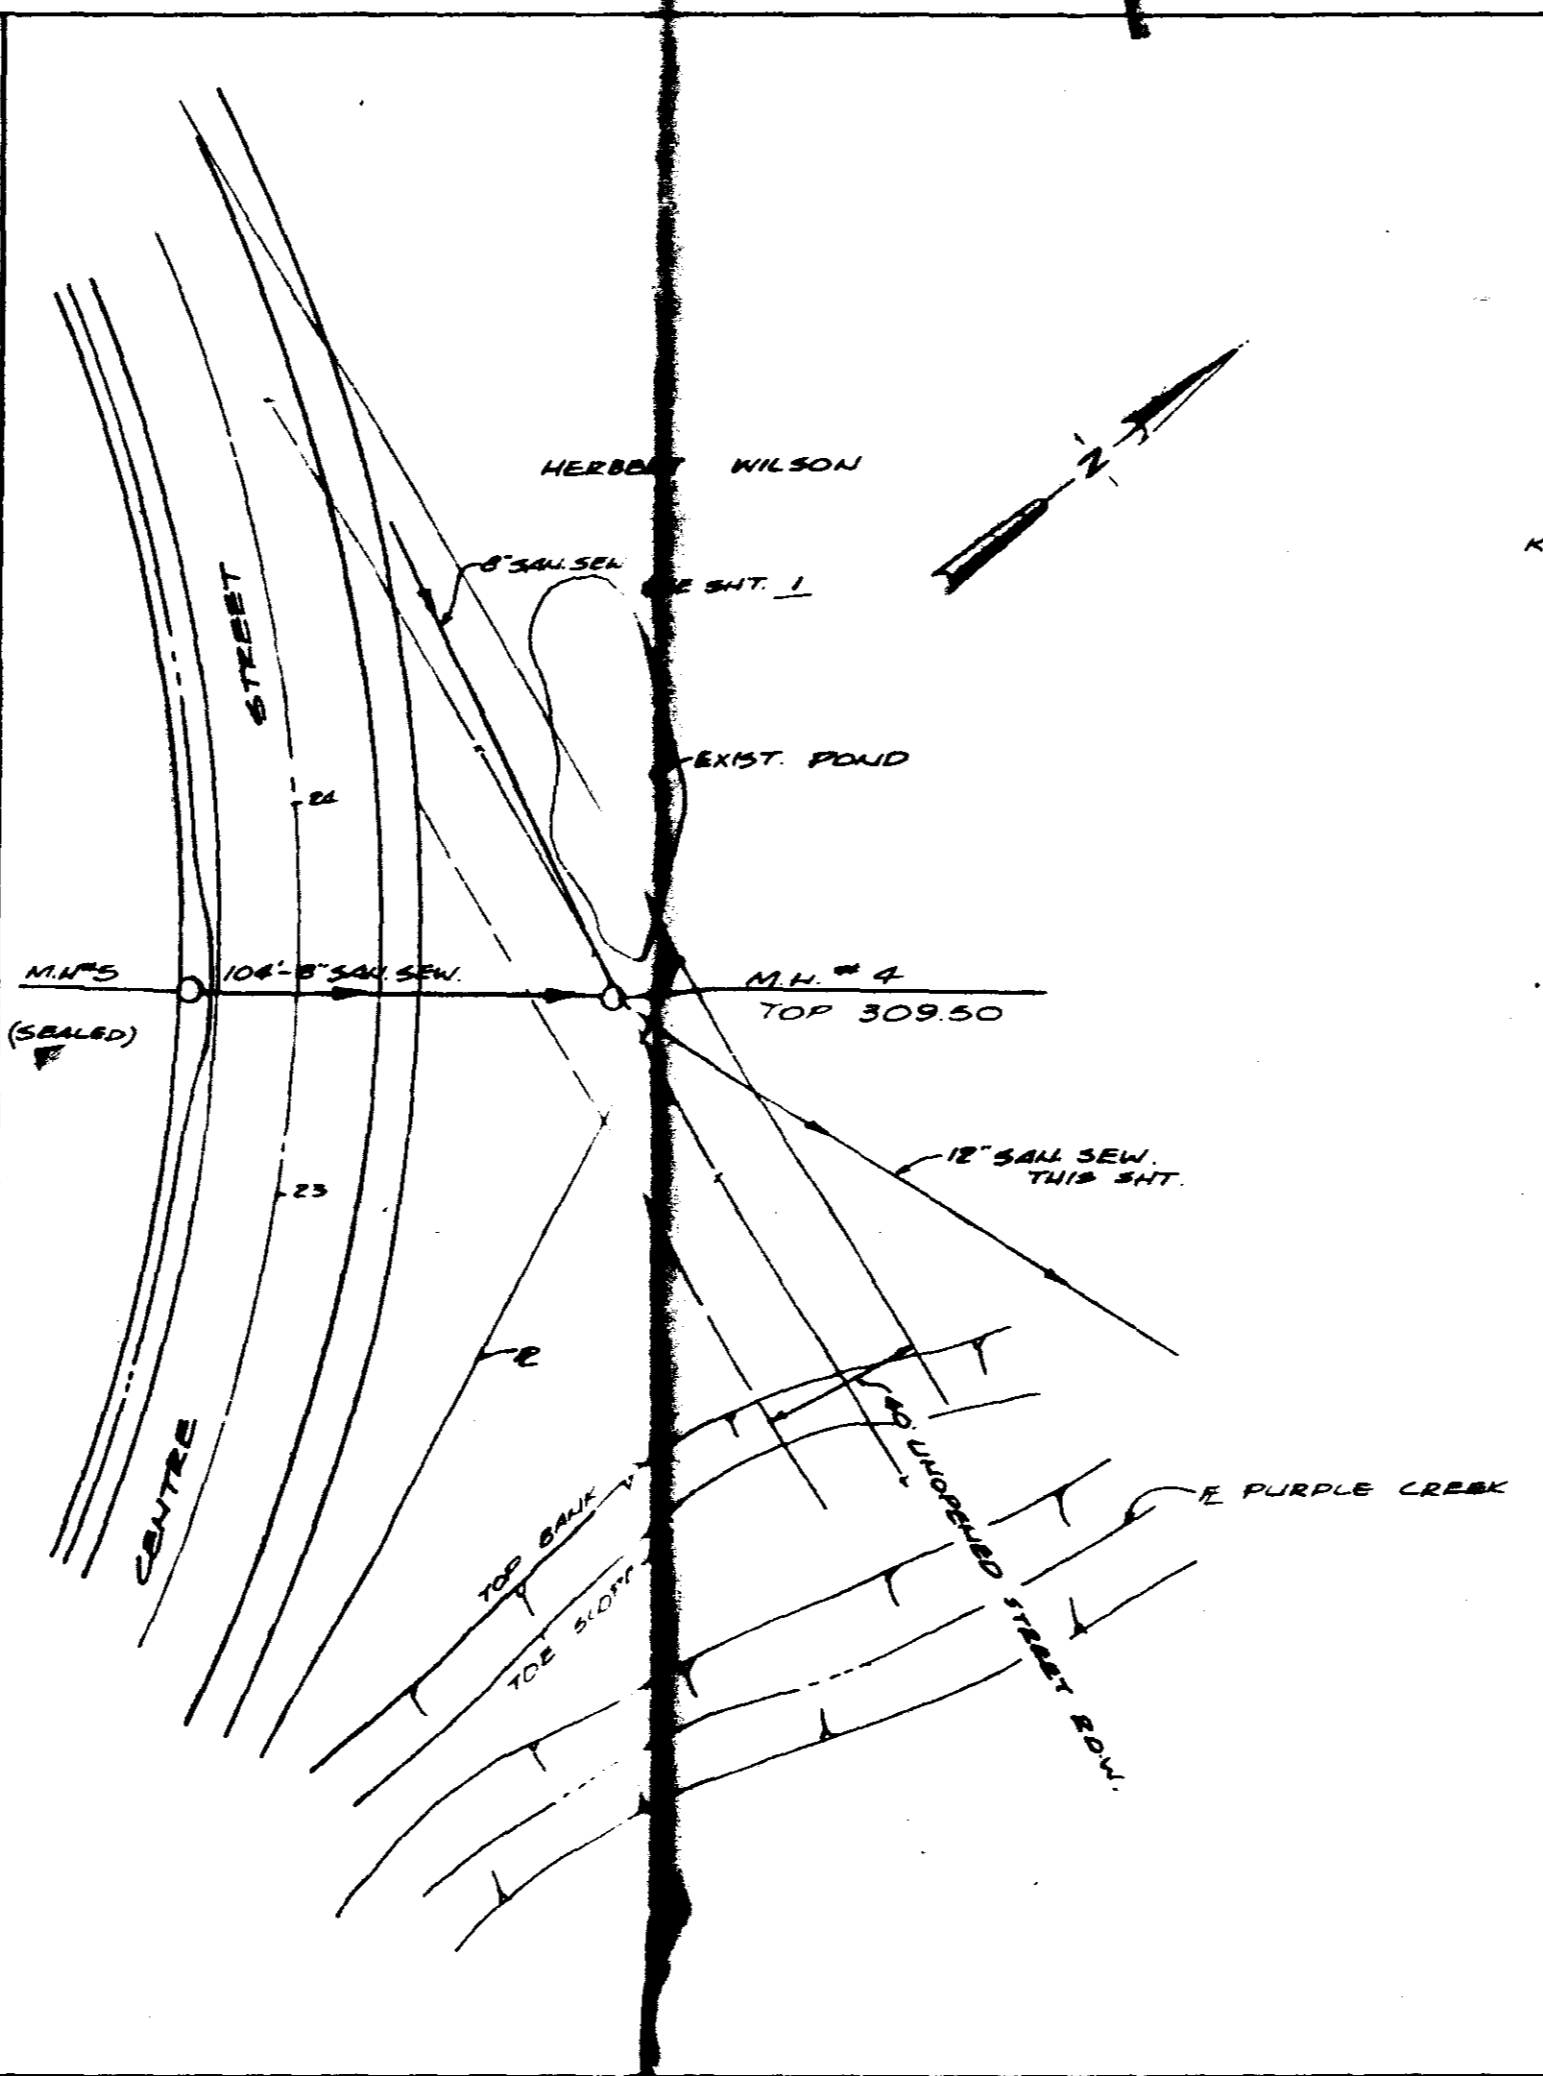 HERBERT WILSON
N
8" SAN. SEW
SHT. 1
STREET
EXIST. POND
24
M.H.#5
104'-8" SAN. SEW.
M.H. # 4
TOP 309.50
(SEALED)
12" SAN. SEW.
THIS SHT.
23
40' UNOPENED STREET R.O.W.
CENTRE
TOP BANK
TOE SLOPE
PURPLE CREEK